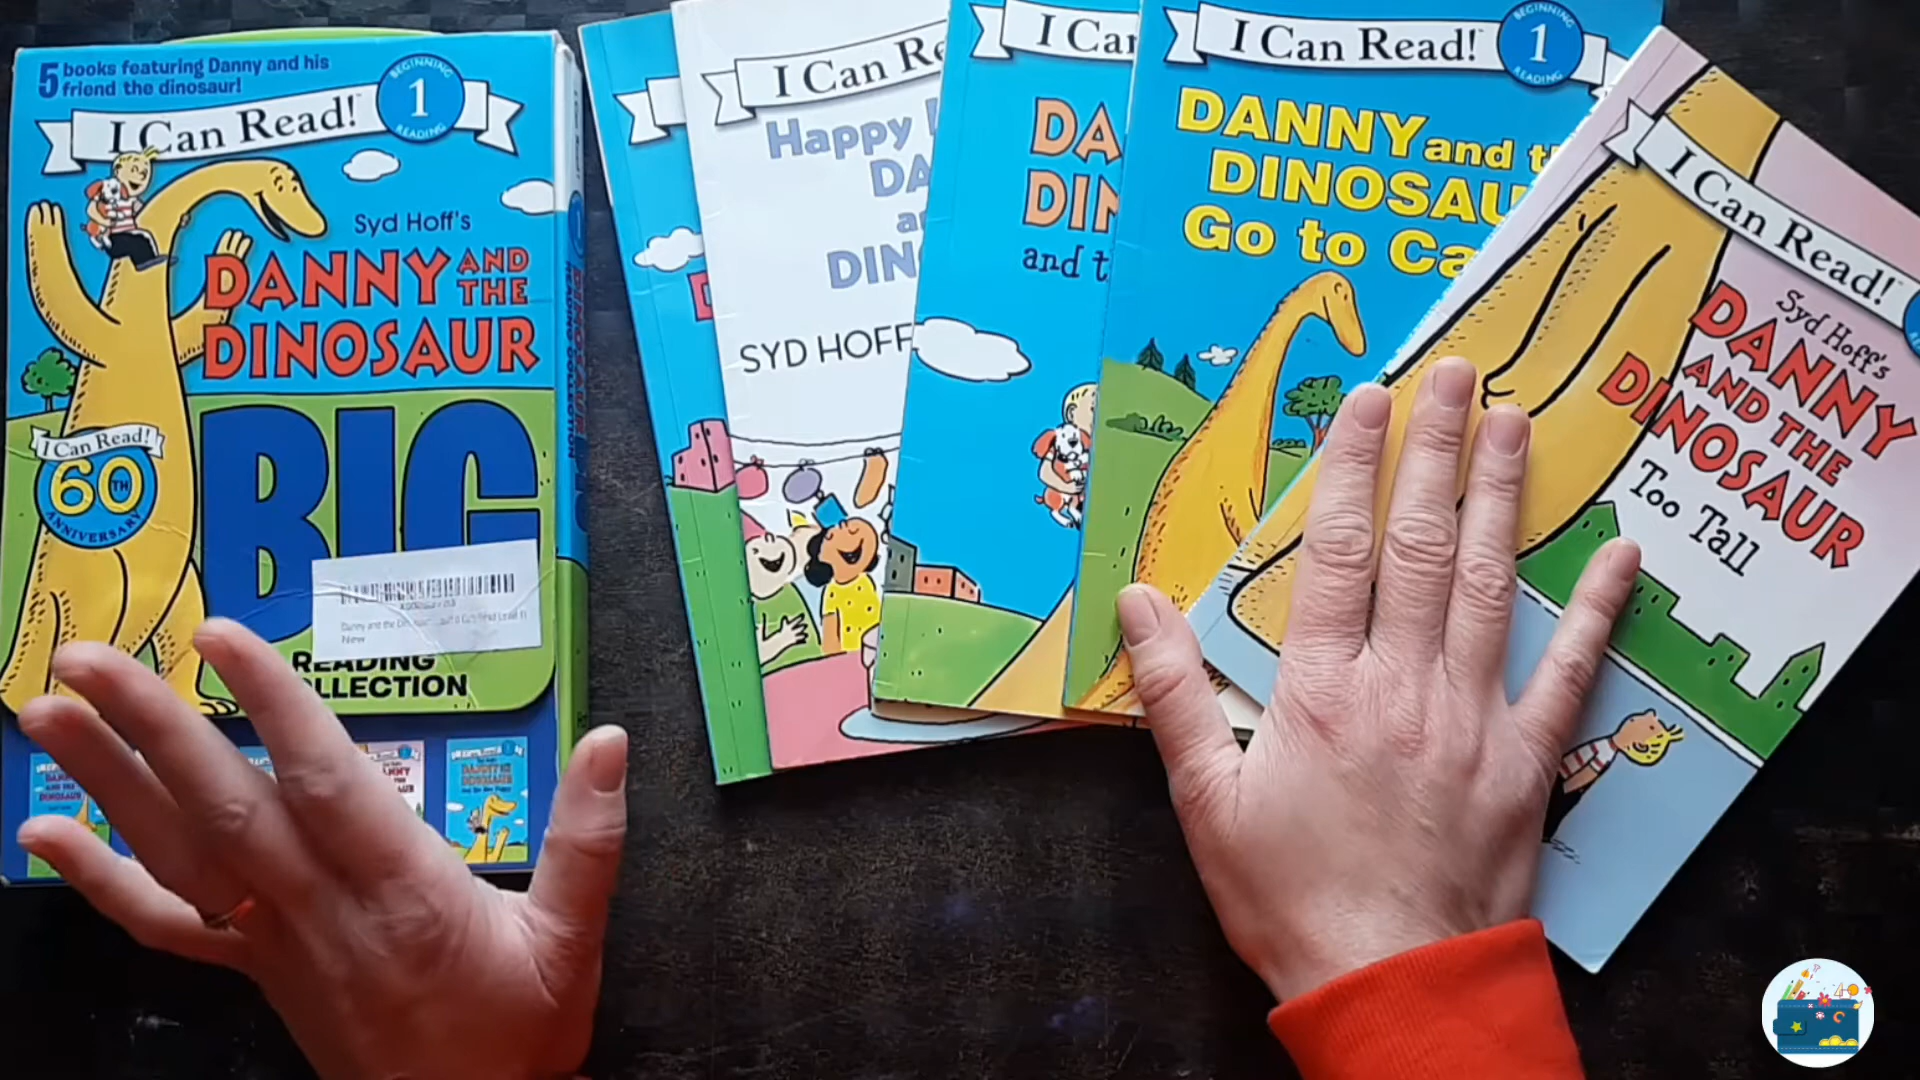 5 books featuring Danny and his
friend the dinosaur!
I Can Read!
BEGINNING
1
READING
Syd Hoff's
DANNY AND
THE
DINOSAUR
I Can Read!
60TH
ANNIVERSARY
BIG
New
READING
LLECTION
I Can Re
Happy
DA
DIN
SYD HOFF
I Can
DA
DIN
and t
I Can Read!
BEGINNING
1
READING
DANNY and t
DINOSAU
Go to Ca
I Can Read!
Syd Hoff's
DANNY
AND THE
DINOSAUR
Too Tall